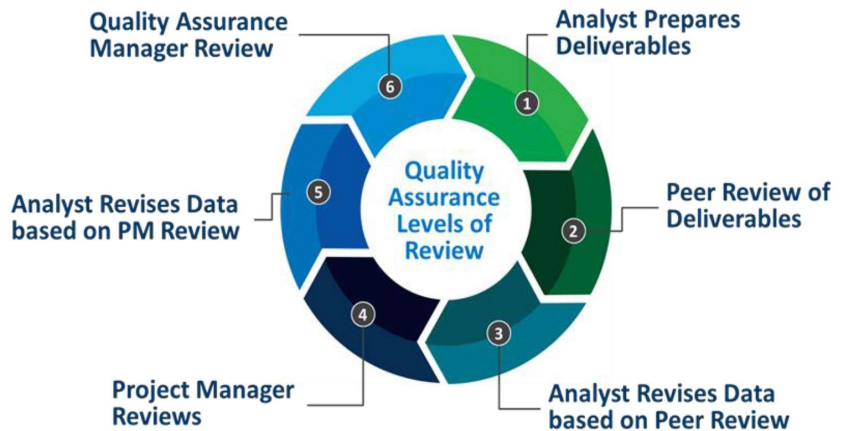 Quality Assurance
Levels of
Review
1
Analyst Prepares
Deliverables
2
Peer Review of
Deliverables
3
Analyst Revises Data
based on Peer Review
4
Project Manager
Reviews
5
Analyst Revises Data
based on PM Review
6
Quality Assurance
Manager Review